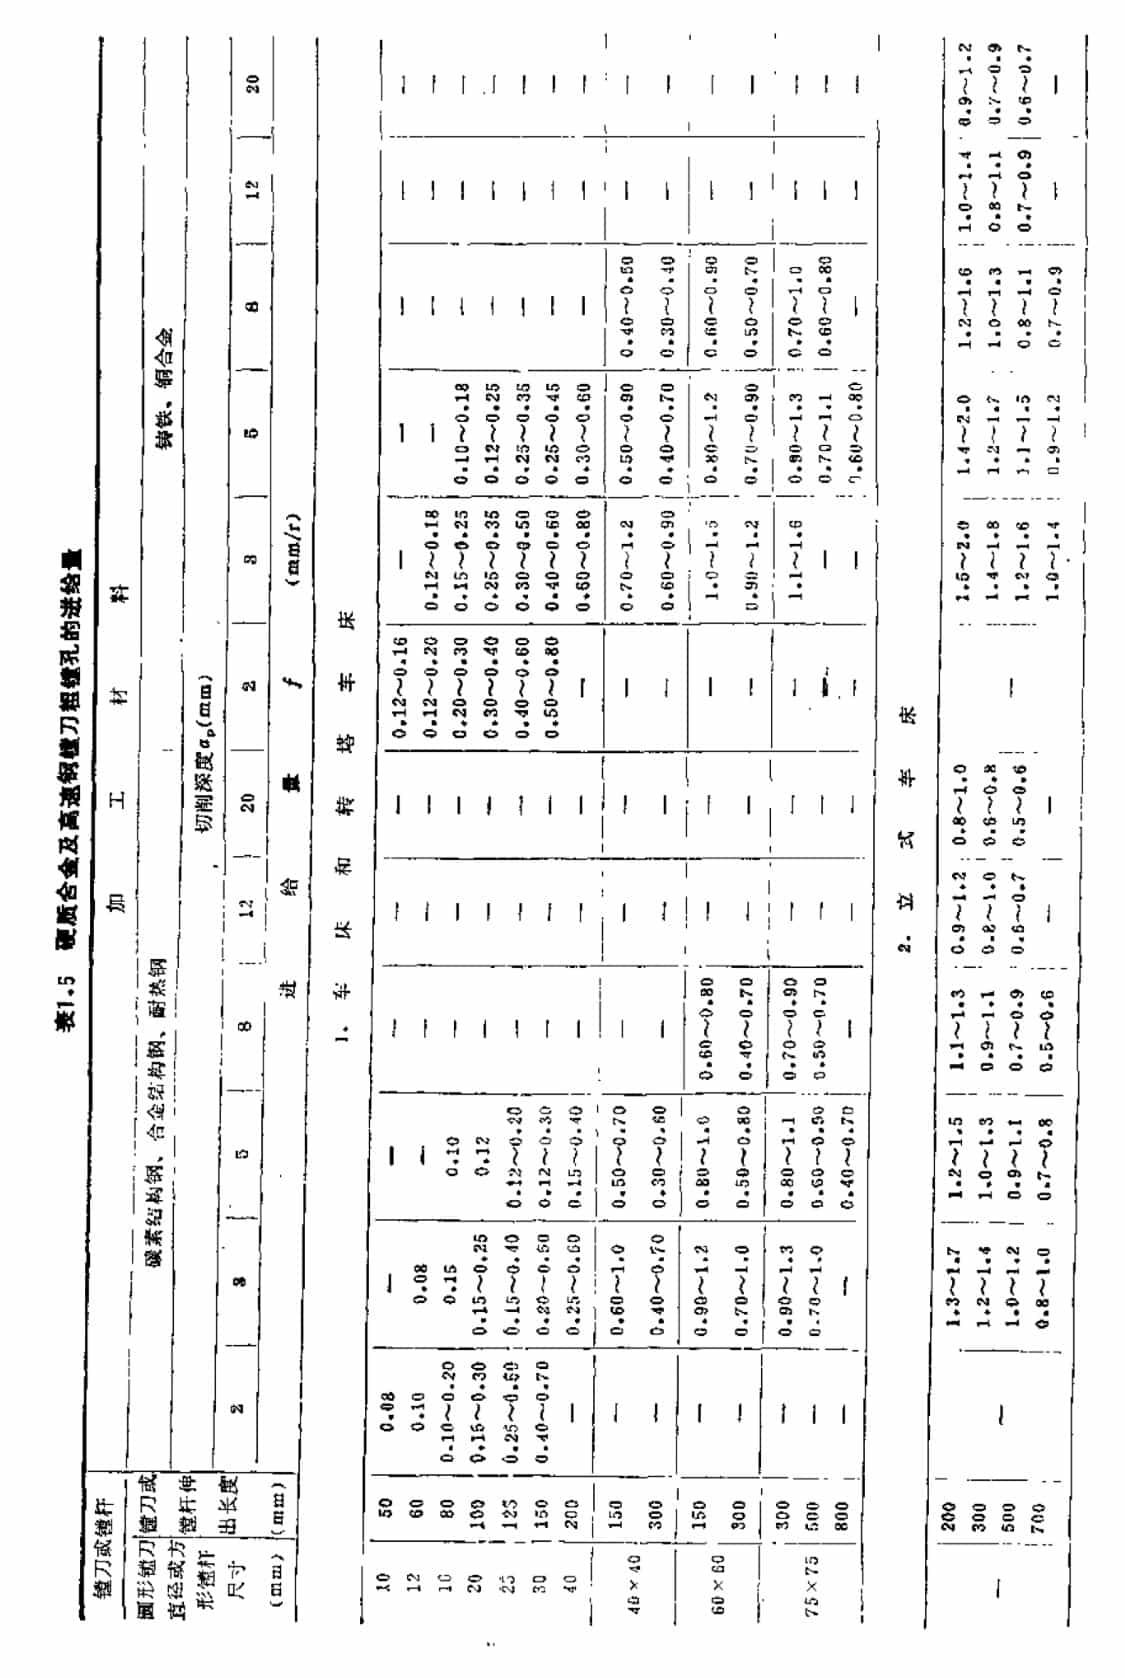 表1.5 硬质合金及高速钢镗刀粗镗孔的进给量
镗刀或镗杆 加 工 材 料
圆形镗刀直径或方形镗杆尺寸(mm) 镗刀或镗杆伸出长度(mm) 碳素结构钢、合金结构钢、耐热钢 铸铁、铜合金
切削深度 ap(mm)
2 3 5 8 12 20 2 3 5 8 12 20
进 给 量 f (mm/r)
1. 车 床 和 转 塔 车 床
10 50 0.08 — — — — — 0.12~0.16 — — — — —
12 60 0.10 0.08 — — — — 0.12~0.20 0.12~0.18 — — — —
16 80 0.10~0.20 0.15 0.10 — — — 0.20~0.30 0.15~0.25 0.10~0.18 — — —
20 100 0.15~0.30 0.15~0.25 0.12 — — — 0.30~0.40 0.25~0.35 0.12~0.25 — — —
25 125 0.25~0.50 0.15~0.40 0.12~0.20 — — — 0.40~0.60 0.30~0.50 0.25~0.35 — — —
30 150 0.40~0.70 0.20~0.50 0.12~0.30 — — — 0.50~0.80 0.40~0.60 0.25~0.45 — — —
40 200 — 0.25~0.60 0.15~0.40 — — — — 0.60~0.80 0.30~0.60 — — —
40×40 150 — 0.60~1.0 0.50~0.70 — — — — 0.70~1.2 0.50~0.90 0.40~0.50 — —
300 — 0.40~0.70 0.30~0.60 — — — — 0.60~0.90 0.40~0.70 0.30~0.40 — —
60×60 150 — 0.90~1.2 0.80~1.0 0.60~0.80 — — — 1.0~1.5 0.80~1.2 0.60~0.90 — —
300 — 0.70~1.0 0.50~0.80 0.40~0.70 — — — 0.90~1.2 0.70~0.90 0.50~0.70 — —
75×75 300 — 0.90~1.3 0.80~1.1 0.70~0.90 — — — 1.1~1.6 0.90~1.3 0.70~1.0 — —
500 — 0.70~1.0 0.60~0.90 0.50~0.70 — — — — 0.70~1.1 0.60~0.80 — —
800 — — 0.40~0.70 — — — — — 0.60~0.80 — — —
2. 立 式 车 床
— 200 — 1.3~1.7 1.2~1.5 1.1~1.3 0.9~1.2 0.8~1.0 — 1.5~2.0 1.4~2.0 1.2~1.6 1.0~1.4 0.9~1.2
300 1.2~1.4 1.0~1.3 0.9~1.1 0.8~1.0 0.6~0.8 1.4~1.8 1.2~1.7 1.0~1.3 0.8~1.1 0.7~0.9
500 1.0~1.2 0.9~1.1 0.7~0.9 0.6~0.7 0.5~0.6 1.2~1.6 1.1~1.5 0.8~1.1 0.7~0.9 0.6~0.7
700 0.8~1.0 0.7~0.8 0.5~0.6 — — 1.0~1.4 0.9~1.2 0.7~0.9 — —